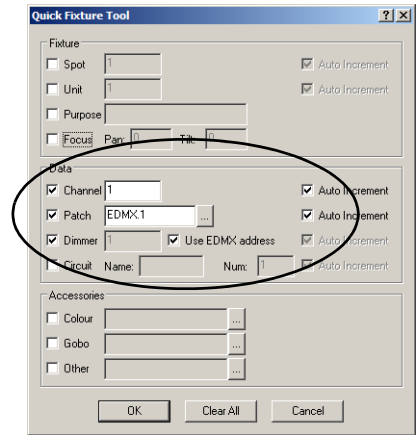 Quick Fixture Tool ? ×
Fixture
Spot 1 Auto Increment
Unit 1 Auto Increment
Purpose
Focus Pan: 0 Tilt: 0
Data
Channel 1 Auto Increment
Patch EDMX.1 ... Auto Increment
Dimmer 1 Use EDMX address Auto Increment
Circuit Name: Num: 1 Auto Increment
Accessories
Colour ...
Gobo ...
Other ...
OK Clear All Cancel